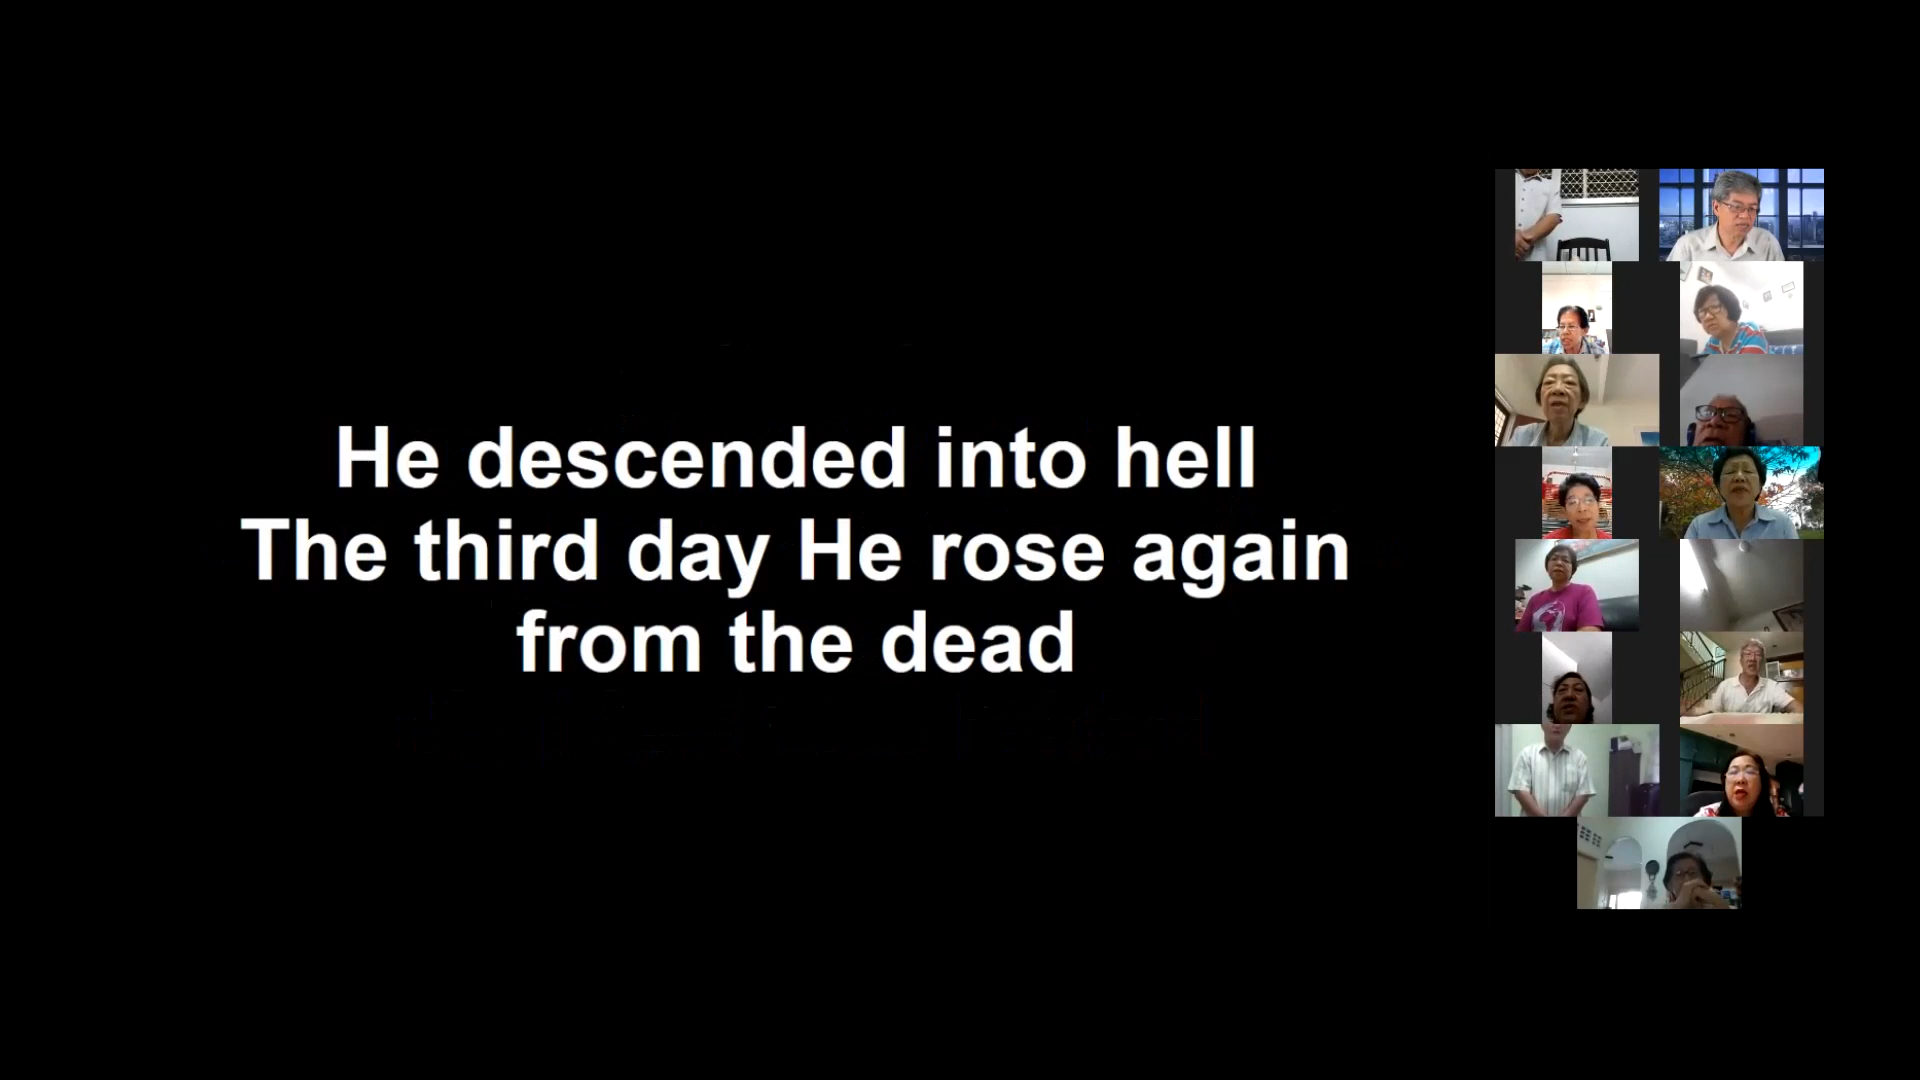 He descended into hell
The third day He rose again
from the dead